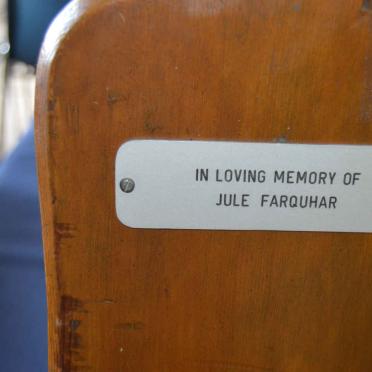 IN LOVING MEMORY OF
JULE FARQUHAR